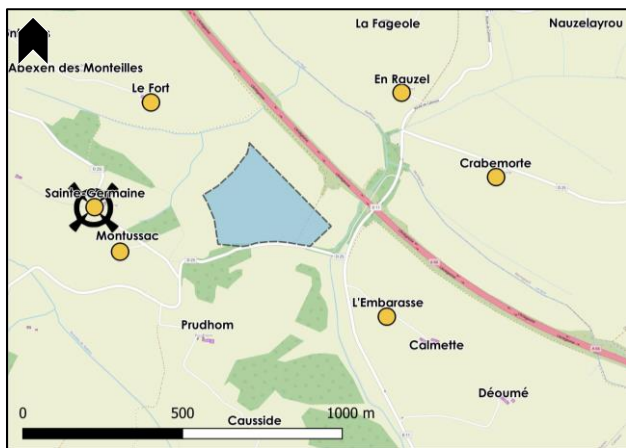 La Fageole
Nauzelayrou
Abexen des Monteilles
Le Fort
En Rauzel
Crabemorte
Sainte-Germaine
Montussac
L'Embarasse
Prudhom
Calmette
Déoumé
Causside
0 500 1000 m